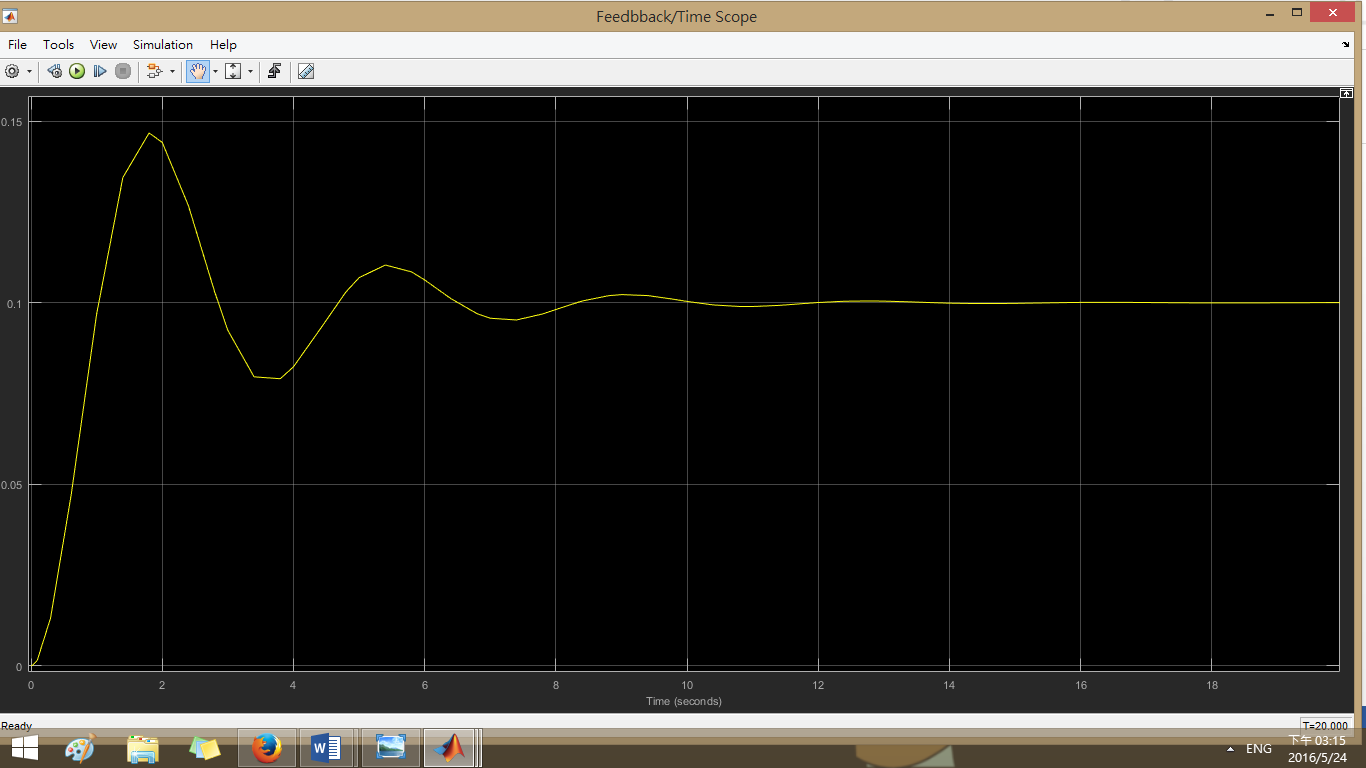 Feedbback/Time Scope
File Tools View Simulation Help
0.15
0.1
0.05
0
0 2 4 6 8 10 12 14 16 18
Time (seconds)
Ready
T=20.000
ENG
下午 03:15
2016/5/24